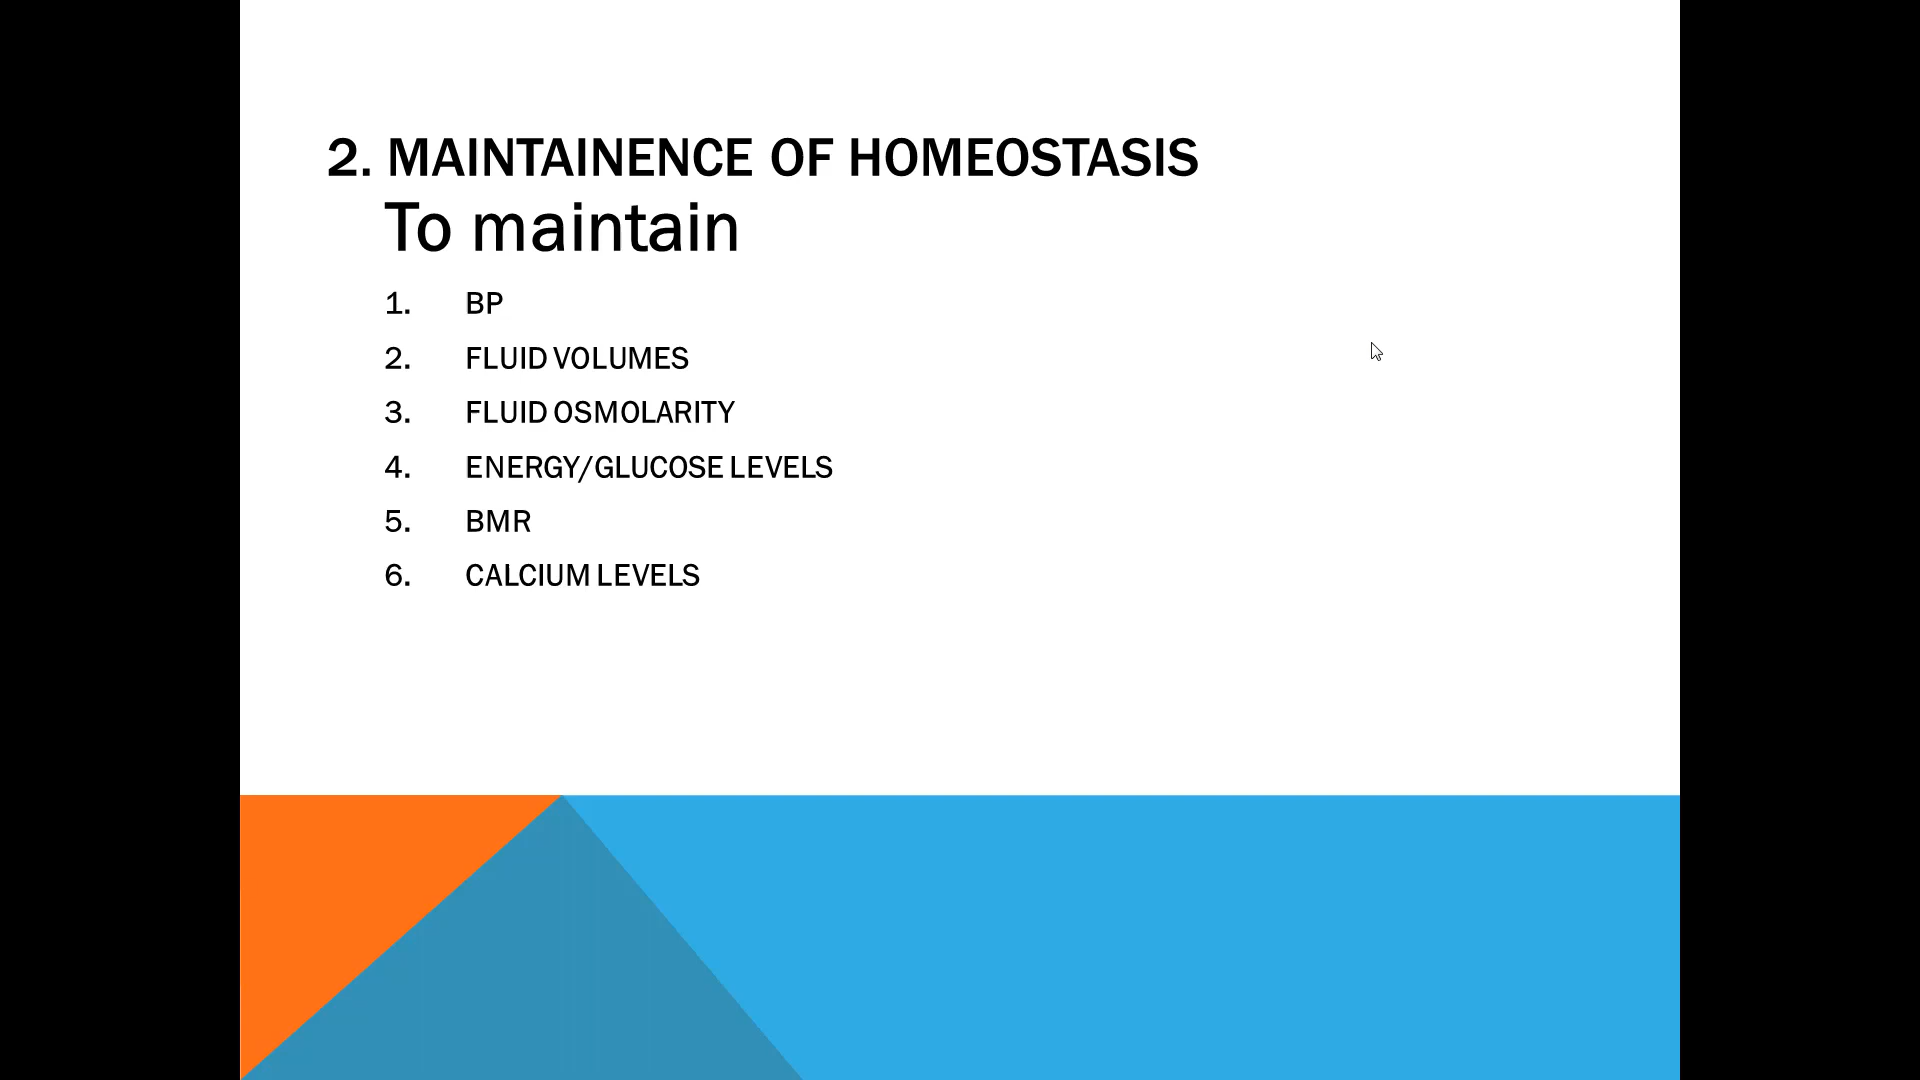 2. MAINTAINENCE OF HOMEOSTASIS
To maintain
1. BP
2. FLUID VOLUMES
3. FLUID OSMOLARITY
4. ENERGY/GLUCOSE LEVELS
5. BMR
6. CALCIUM LEVELS